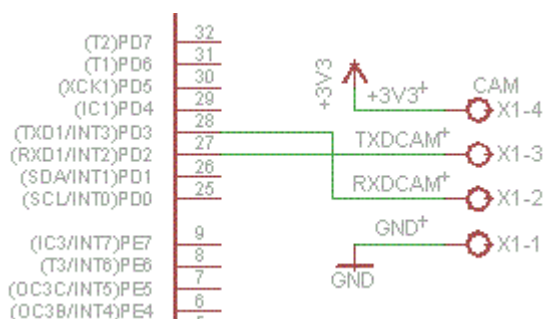 (T2)PD7 32
(T1)PD6 31
(XCK1)PD5 30
(IC1)PD4 29
(TXD1/INT3)PD3 28
(RXD1/INT2)PD2 27
(SDA/INT1)PD1 26
(SCL/INT0)PD0 25
(IC3/INT7)PE7 9
(T3/INT6)PE6 8
(OC3C/INT5)PE5 7
(OC3B/INT4)PE4 6
+3V3
+3V3+
CAM
X1-4
TXDCAM+
X1-3
RXDCAM+
X1-2
GND+
X1-1
GND